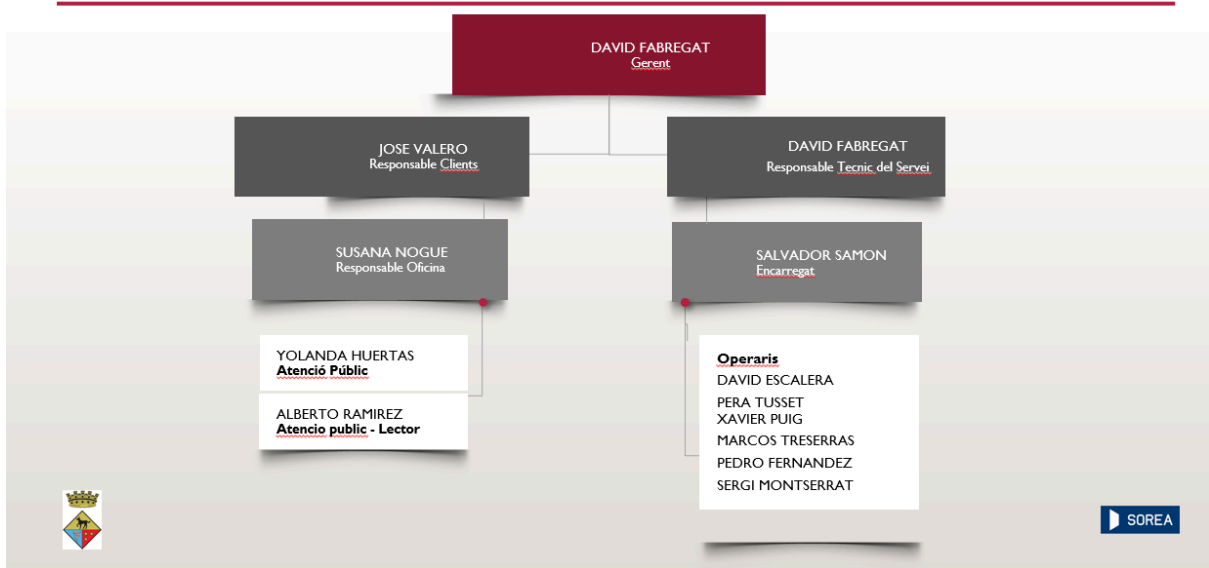 DAVID FABREGAT
Gerent
JOSE VALERO
Responsable Clients
DAVID FABREGAT
Responsable Tecnic del Servei
SUSANA NOGUE
Responsable Oficina
SALVADOR SAMON
Encarregat
YOLANDA HUERTAS
Atenció Públic
ALBERTO RAMIREZ
Atencio public - Lector
Operaris
DAVID ESCALERA
PERA TUSSET
XAVIER PUIG
MARCOS TRESERRAS
PEDRO FERNANDEZ
SERGI MONTSERRAT
SOREA